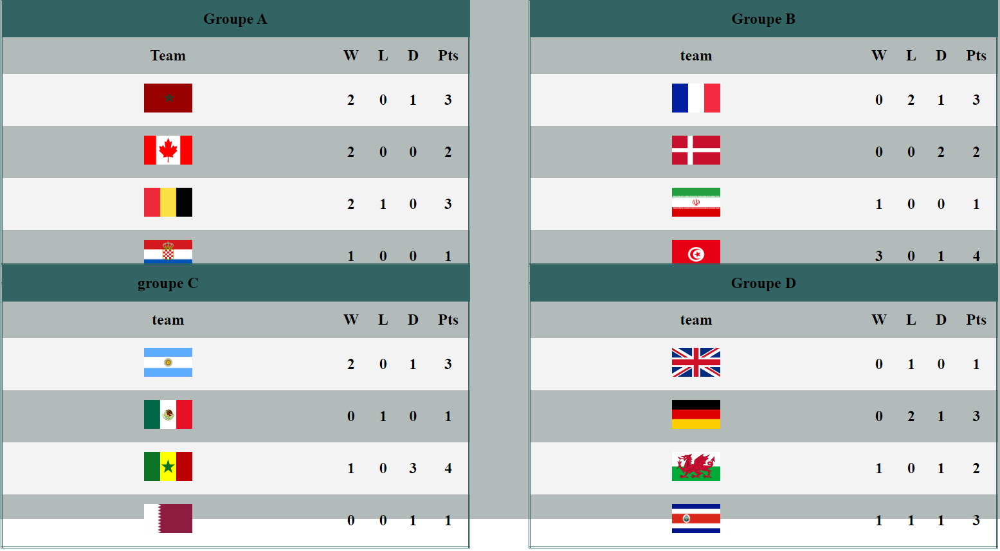 Groupe A
Team W L D Pts
2 0 1 3
2 0 0 2
2 1 0 3
1 0 0 1
Groupe B
team W L D Pts
0 2 1 3
0 0 2 2
1 0 0 1
3 0 1 4
groupe C
team W L D Pts
2 0 1 3
0 1 0 1
1 0 3 4
0 0 1 1
Groupe D
team W L D Pts
0 1 0 1
0 2 1 3
1 0 1 2
1 1 1 3